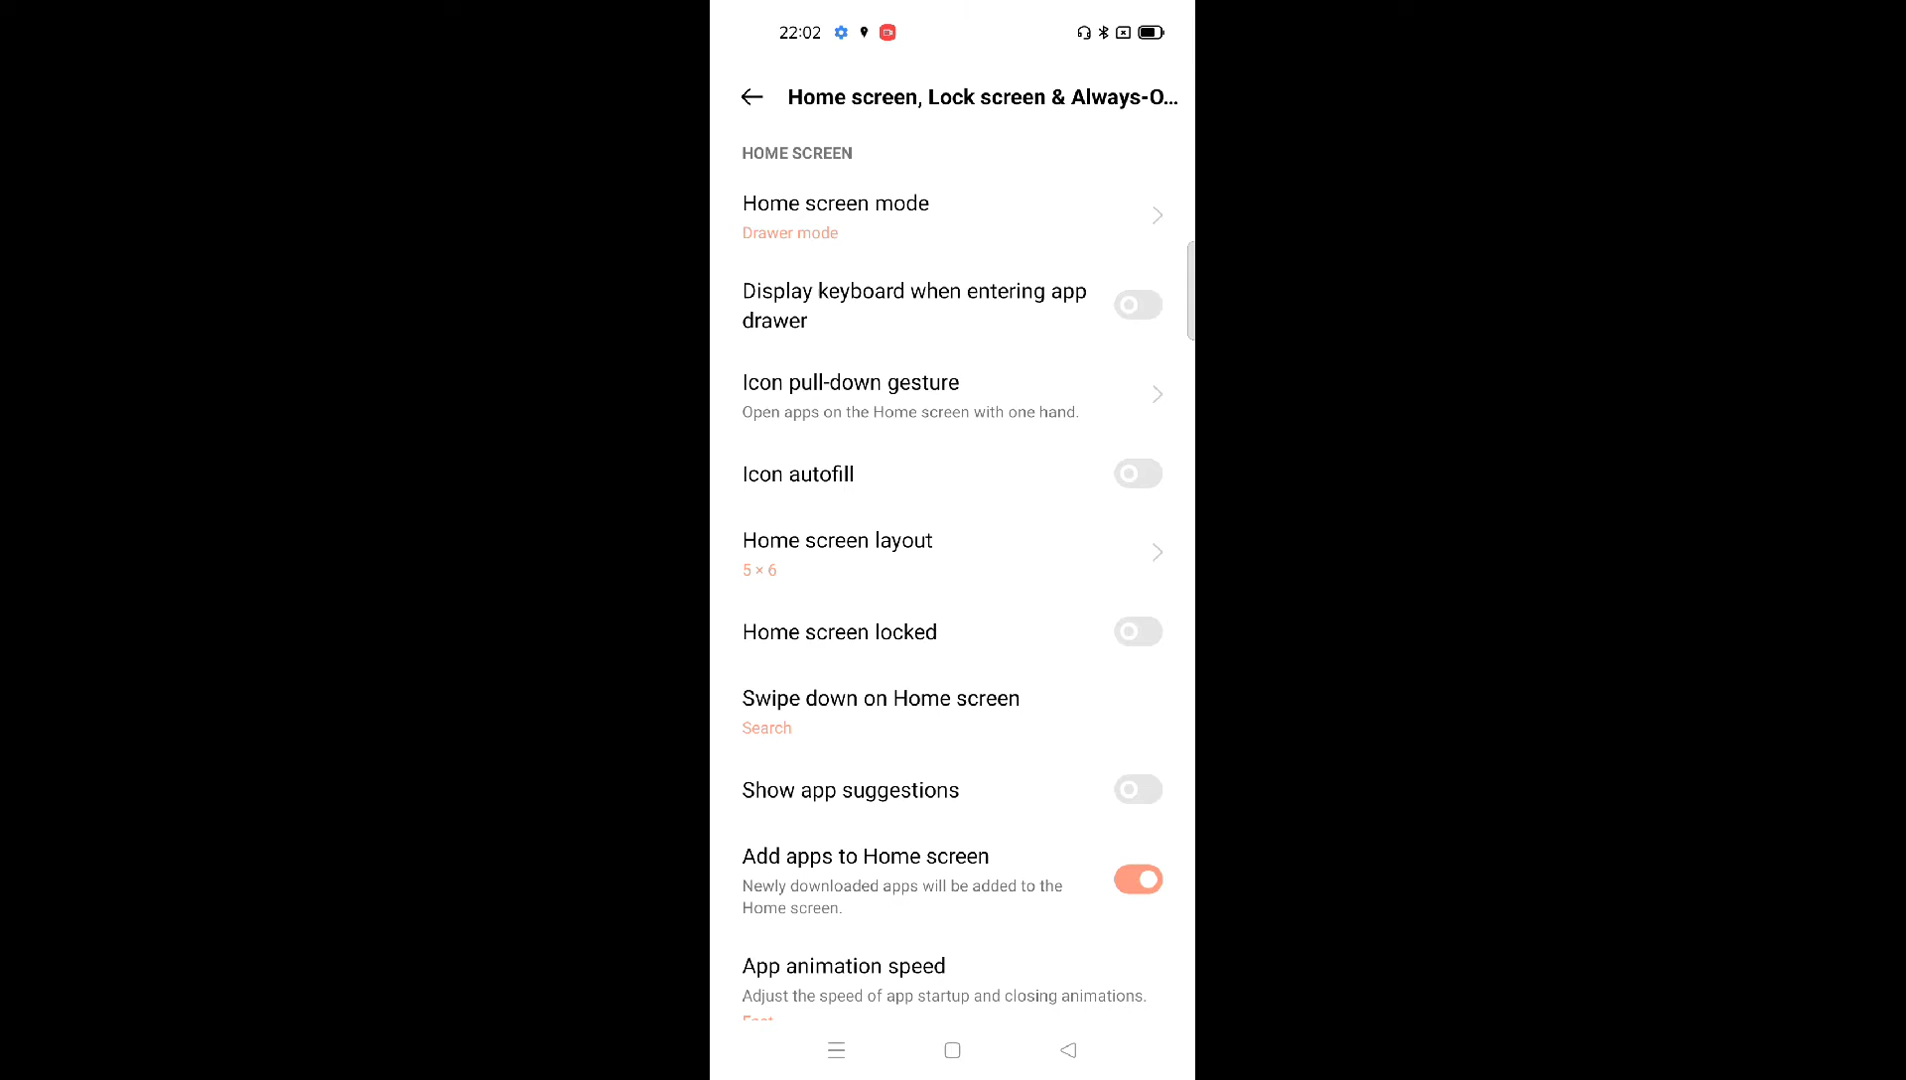 22:02
Home screen, Lock screen & Always-O...
HOME SCREEN
Home screen mode
Drawer mode
Display keyboard when entering app
drawer
Icon pull-down gesture
Open apps on the Home screen with one hand.
Icon autofill
Home screen layout
5 × 6
Home screen locked
Swipe down on Home screen
Search
Show app suggestions
Add apps to Home screen
Newly downloaded apps will be added to the
Home screen.
App animation speed
Adjust the speed of app startup and closing animations.